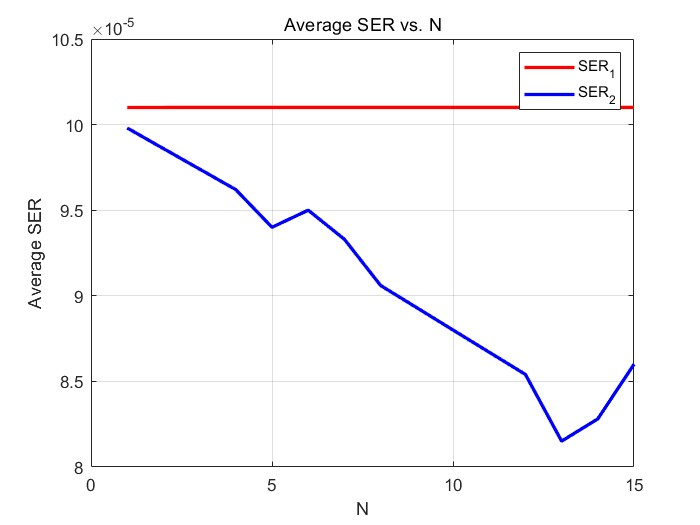 Average SER vs. N
×10⁻⁵
10.5
10
9.5
9
8.5
8
Average SER
SER₁
SER₂
0 5 10 15
N